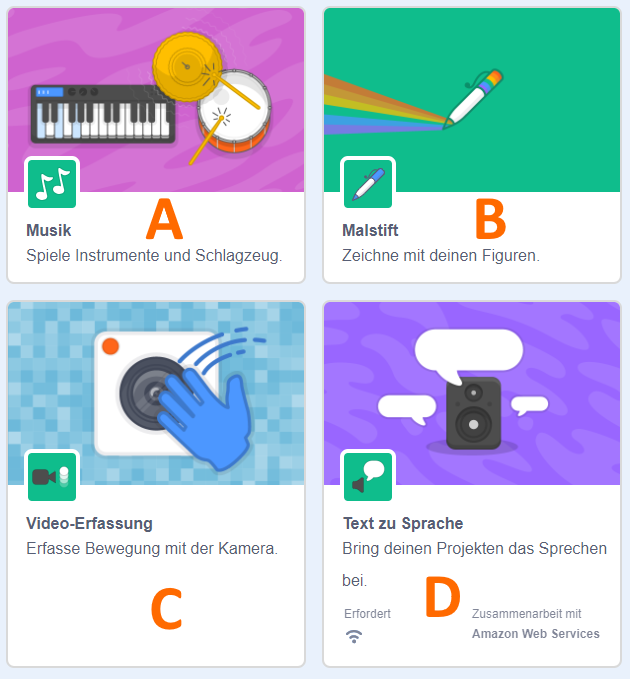 Musik
Spiele Instrumente und Schlagzeug.
A
Malstift
Zeichne mit deinen Figuren.
B
Video-Erfassung
Erfasse Bewegung mit der Kamera.
C
Text zu Sprache
Bring deinen Projekten das Sprechen
bei.
D
Erfordert
Zusammenarbeit mit
Amazon Web Services